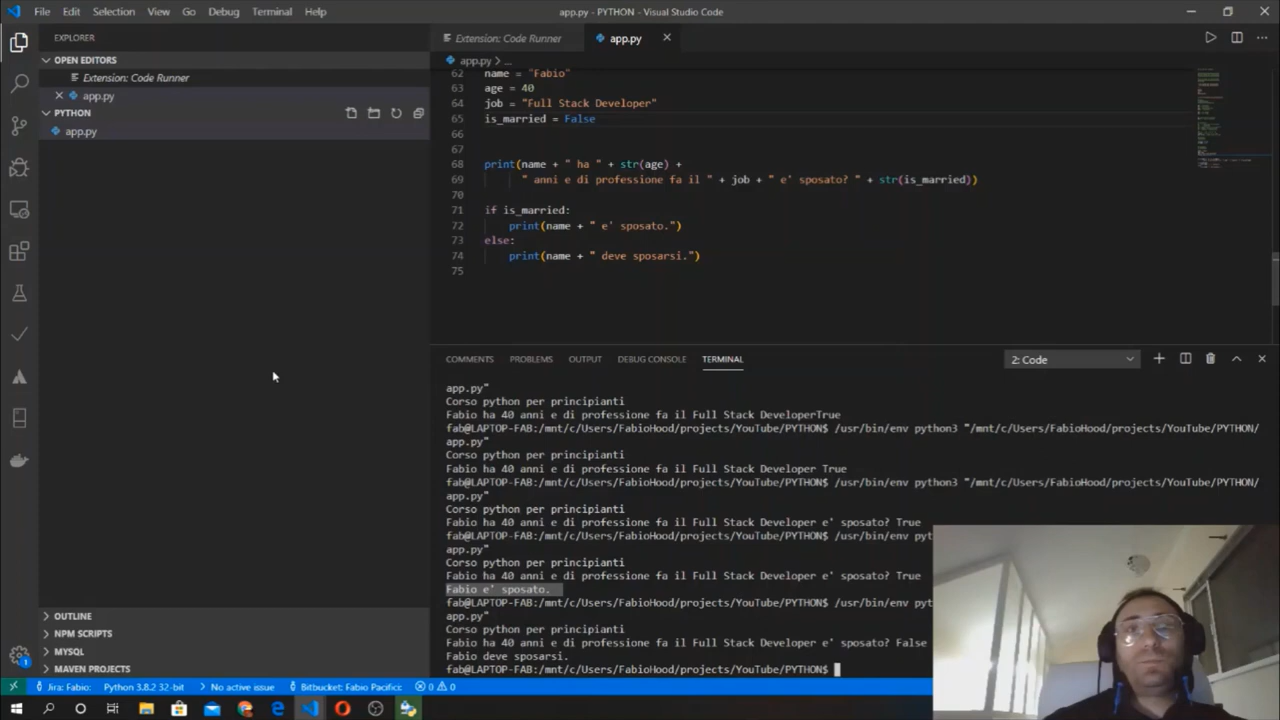 File Edit Selection View Go Debug Terminal Help
app.py - PYTHON - Visual Studio Code
EXPLORER
OPEN EDITORS
Extension: Code Runner
app.py
PYTHON
app.py
OUTLINE
NPM SCRIPTS
MYSQL
MAVEN PROJECTS
Extension: Code Runner
app.py
app.py > ...
62 name = "Fabio"
63 age = 40
64 job = "Full Stack Developer"
65 is_married = False
66
67
68 print(name + " ha " + str(age) +
69 " anni e di professione fa il " + job + " e' sposato? " + str(is_married))
70
71 if is_married:
72 print(name + " e' sposato.")
73 else:
74 print(name + " deve sposarsi.")
75
COMMENTS PROBLEMS OUTPUT DEBUG CONSOLE TERMINAL
2: Code
app.py"
Corso python per principianti
Fabio ha 40 anni e di professione fa il Full Stack DeveloperTrue
fab@LAPTOP-FAB:/mnt/c/Users/FabioHood/projects/YouTube/PYTHON$ /usr/bin/env python3 "/mnt/c/Users/FabioHood/projects/YouTube/PYTHON/
app.py"
Corso python per principianti
Fabio ha 40 anni e di professione fa il Full Stack Developer True
fab@LAPTOP-FAB:/mnt/c/Users/FabioHood/projects/YouTube/PYTHON$ /usr/bin/env python3 "/mnt/c/Users/FabioHood/projects/YouTube/PYTHON/
app.py"
Corso python per principianti
Fabio ha 40 anni e di professione fa il Full Stack Developer e' sposato? True
fab@LAPTOP-FAB:/mnt/c/Users/FabioHood/projects/YouTube/PYTHON$ /usr/bin/env pyt
app.py"
Corso python per principianti
Fabio ha 40 anni e di professione fa il Full Stack Developer e' sposato? True
Fabio e' sposato.
fab@LAPTOP-FAB:/mnt/c/Users/FabioHood/projects/YouTube/PYTHON$ /usr/bin/env pyt
app.py"
Corso python per principianti
Fabio ha 40 anni e di professione fa il Full Stack Developer e' sposato? False
Fabio deve sposarsi.
fab@LAPTOP-FAB:/mnt/c/Users/FabioHood/projects/YouTube/PYTHON$
Jira: Fabio: Python 3.8.2 32-bit > No active issue Bitbucket: Fabio Pacific: 0 0